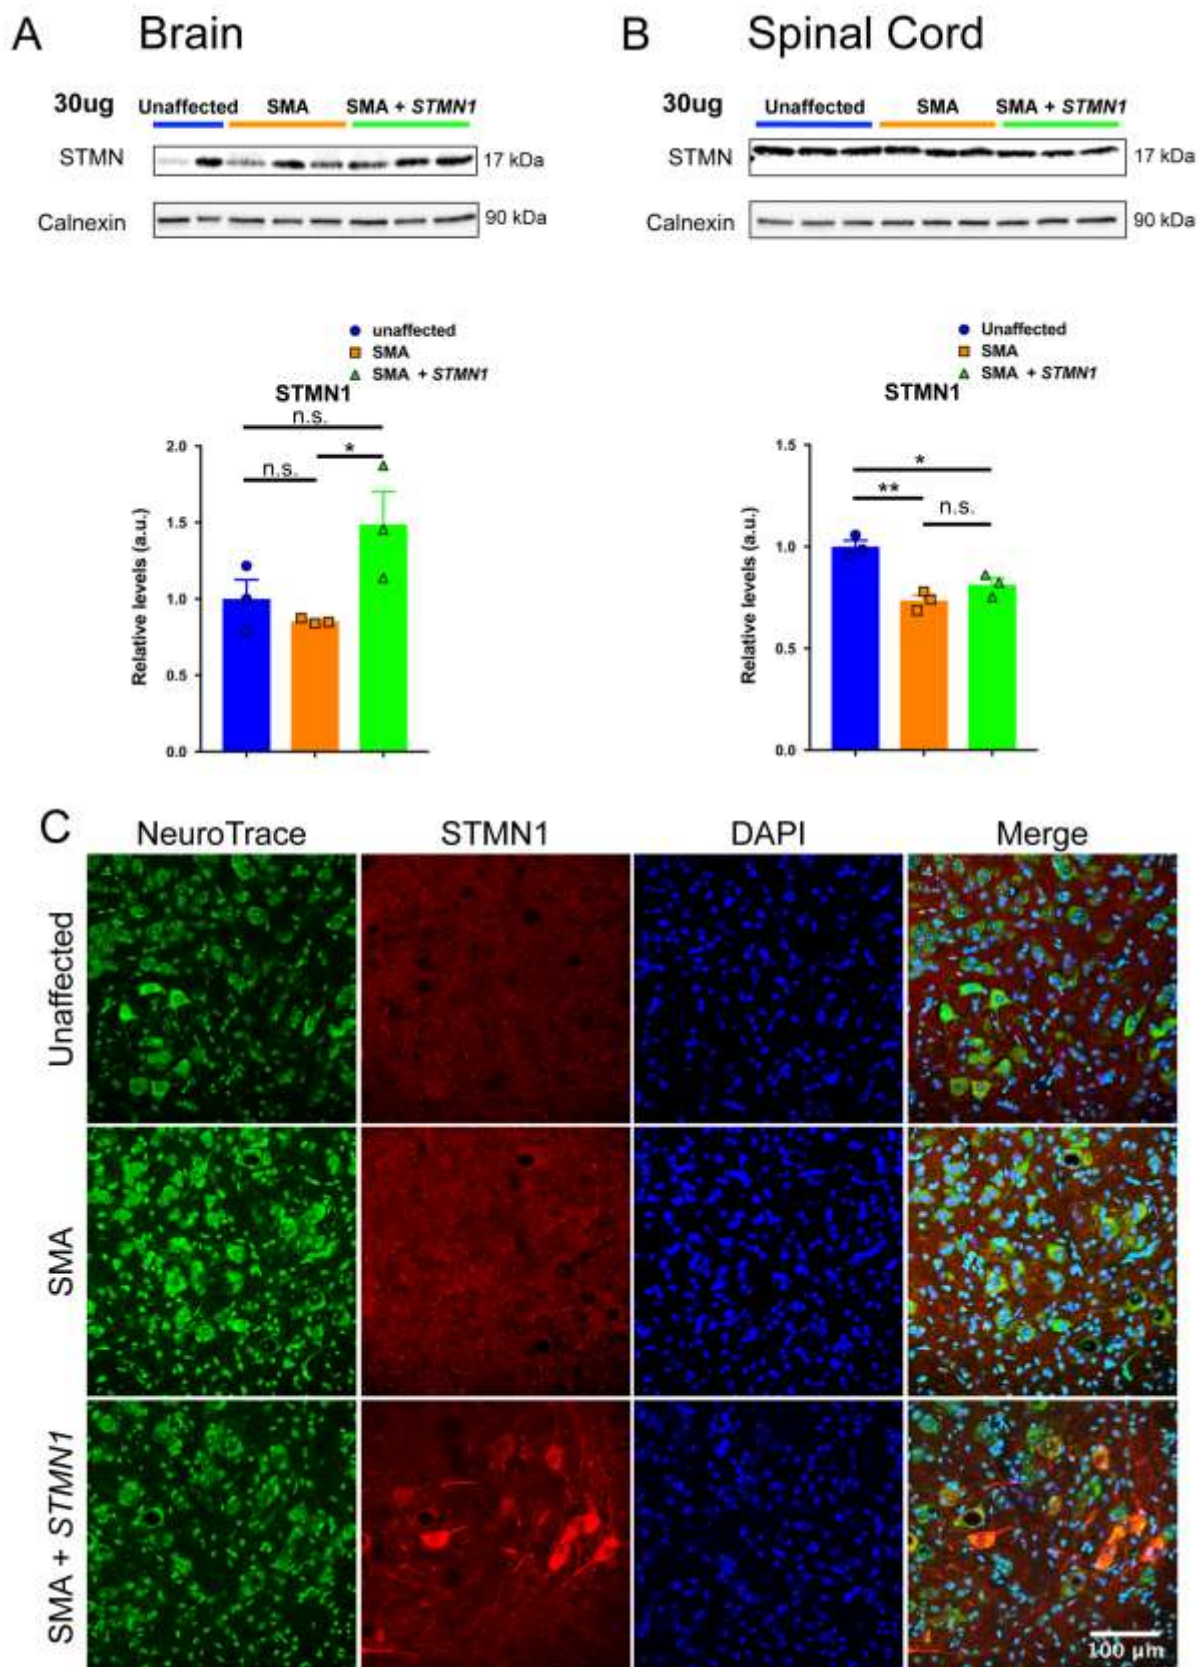 A Brain
30ug Unaffected SMA SMA + STMN1
STMN 17 kDa
Calnexin 90 kDa
unaffected
SMA
SMA + STMN1
STMN1
n.s.
*
n.s.
2.0
1.5
1.0
0.5
0.0
Relative levels (a.u.)
B Spinal Cord
30ug Unaffected SMA SMA + STMN1
STMN 17 kDa
Calnexin 90 kDa
Unaffected
SMA
SMA + STMN1
STMN1
*
**
n.s.
1.5
1.0
0.5
0.0
Relative levels (a.u.)
C NeuroTrace STMN1 DAPI Merge
Unaffected
SMA
SMA + STMN1
100 µm